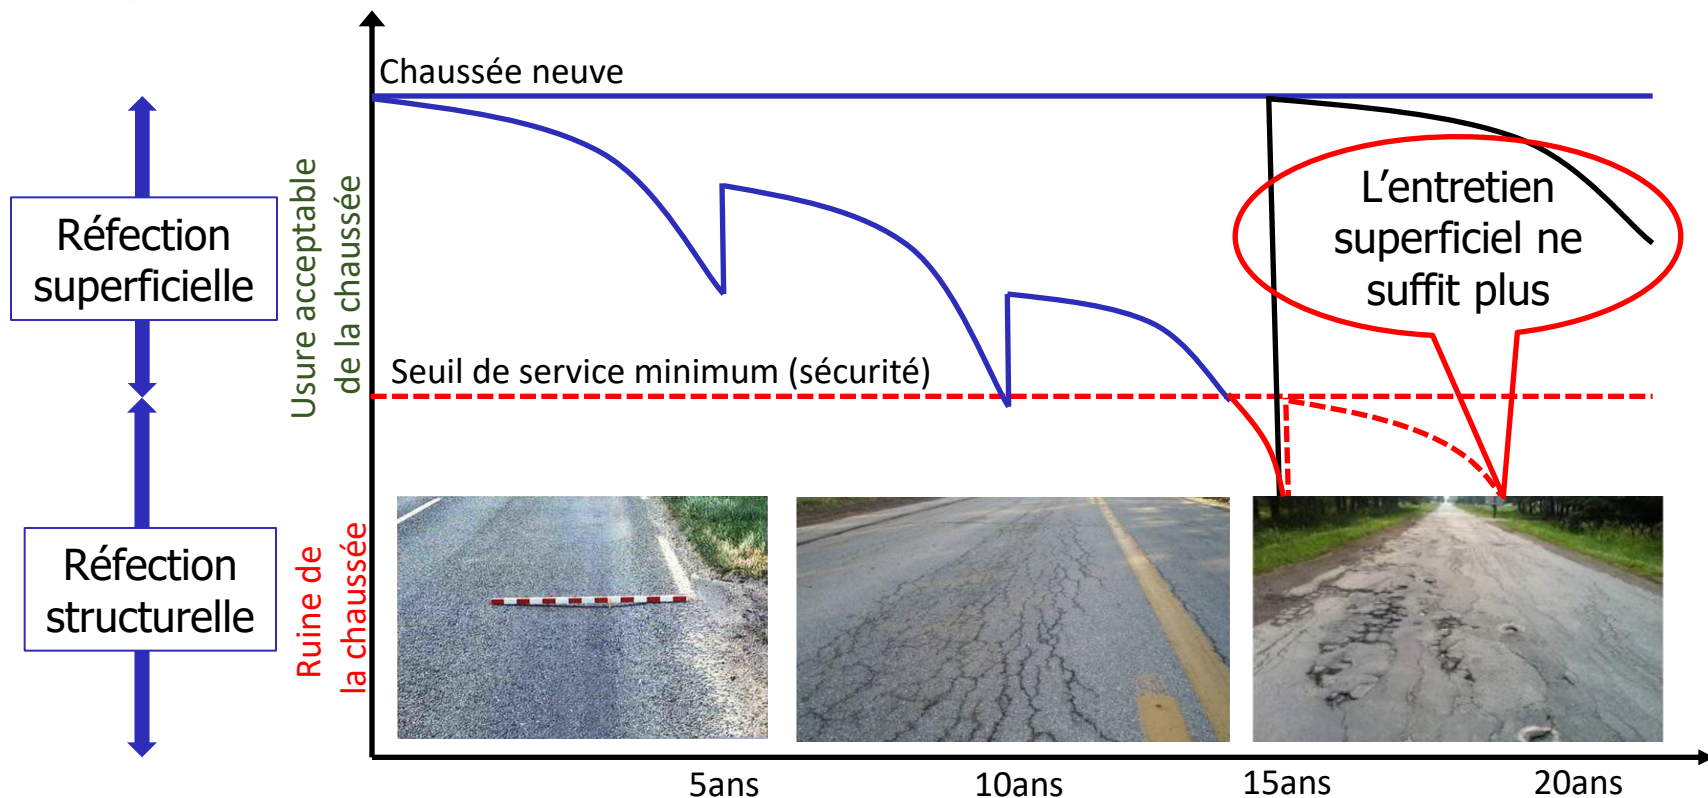 Chaussée neuve
Réfection
superficielle
Usure acceptable
de la chaussée
L’entretien
superficiel ne
suffit plus
Seuil de service minimum (sécurité)
Réfection
structurelle
Ruine de
la chaussée
5ans
10ans
15ans
20ans